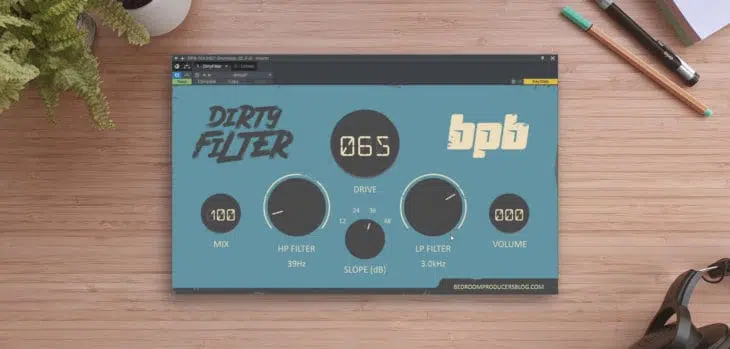 DIRTY
FILTER
bpb
065
DRIVE
12 24 36 48
100
000
MIX
HP FILTER
LP FILTER
VOLUME
39Hz
SLOPE (dB)
3.0kHz
BEDROOMPRODUCERSBLOG.COM